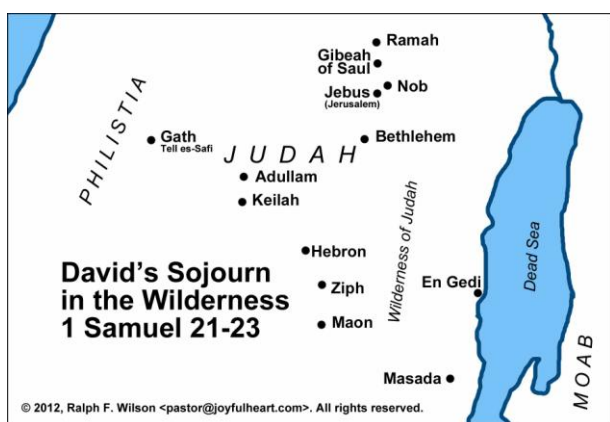 Ramah
Gibeah
of Saul
Nob
Jebus
(Jerusalem)
PHILISTIA
Gath
Tell es-Safi
JUDAH
Bethlehem
Adullam
Keilah
Wilderness of Judah
Dead Sea
Hebron
David's Sojourn
in the Wilderness
1 Samuel 21-23
Ziph
En Gedi
Maon
MOAB
Masada
© 2012, Ralph F. Wilson <pastor@joyfulheart.com>. All rights reserved.